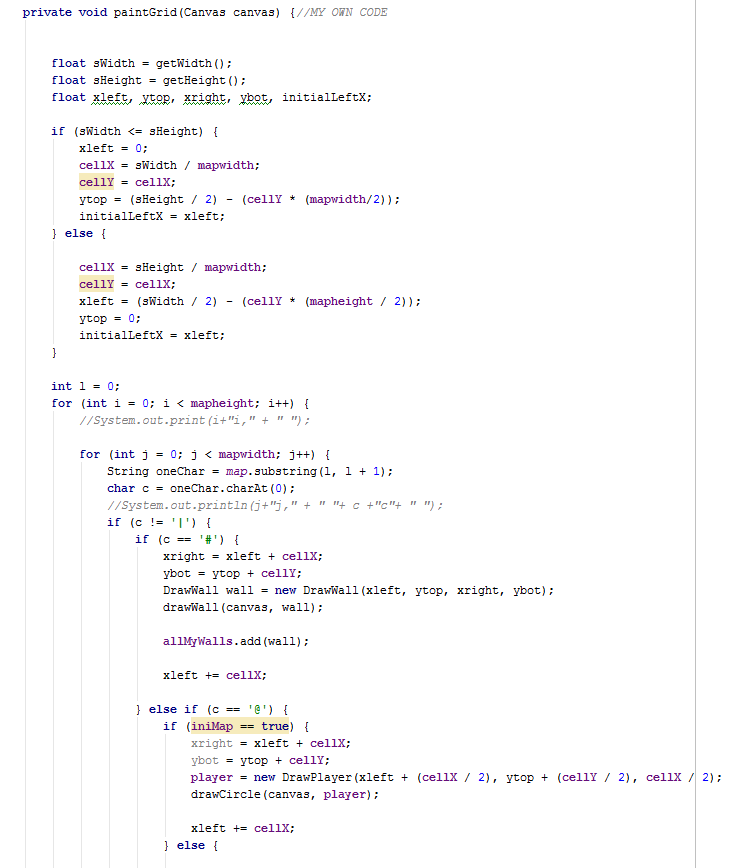 private void paintGrid(Canvas canvas) {//MY OWN CODE
float sWidth = getWidth();
float sHeight = getHeight();
float xleft, ytop, xright, ybot, initialLeftX;
if (sWidth <= sHeight) {
xleft = 0;
cellX = sWidth / mapwidth;
cellY = cellX;
ytop = (sHeight / 2) - (cellY * (mapwidth/2));
initialLeftX = xleft;
} else {
cellX = sHeight / mapwidth;
cellY = cellX;
xleft = (sWidth / 2) - (cellY * (mapheight / 2));
ytop = 0;
initialLeftX = xleft;
}
int l = 0;
for (int i = 0; i < mapheight; i++) {
//System.out.print(i+"i," + " ");
for (int j = 0; j < mapwidth; j++) {
String oneChar = map.substring(l, l + 1);
char c = oneChar.charAt(0);
//System.out.println(j+"j," + " "+ c +"c"+ " ");
if (c != '|') {
if (c == '#') {
xright = xleft + cellX;
ybot = ytop + cellY;
DrawWall wall = new DrawWall(xleft, ytop, xright, ybot);
drawWall(canvas, wall);
allMyWalls.add(wall);
xleft += cellX;
} else if (c == '@') {
if (iniMap == true) {
xright = xleft + cellX;
ybot = ytop + cellY;
player = new DrawPlayer(xleft + (cellX / 2), ytop + (cellY / 2), cellX / 2);
drawCircle(canvas, player);
xleft += cellX;
} else {